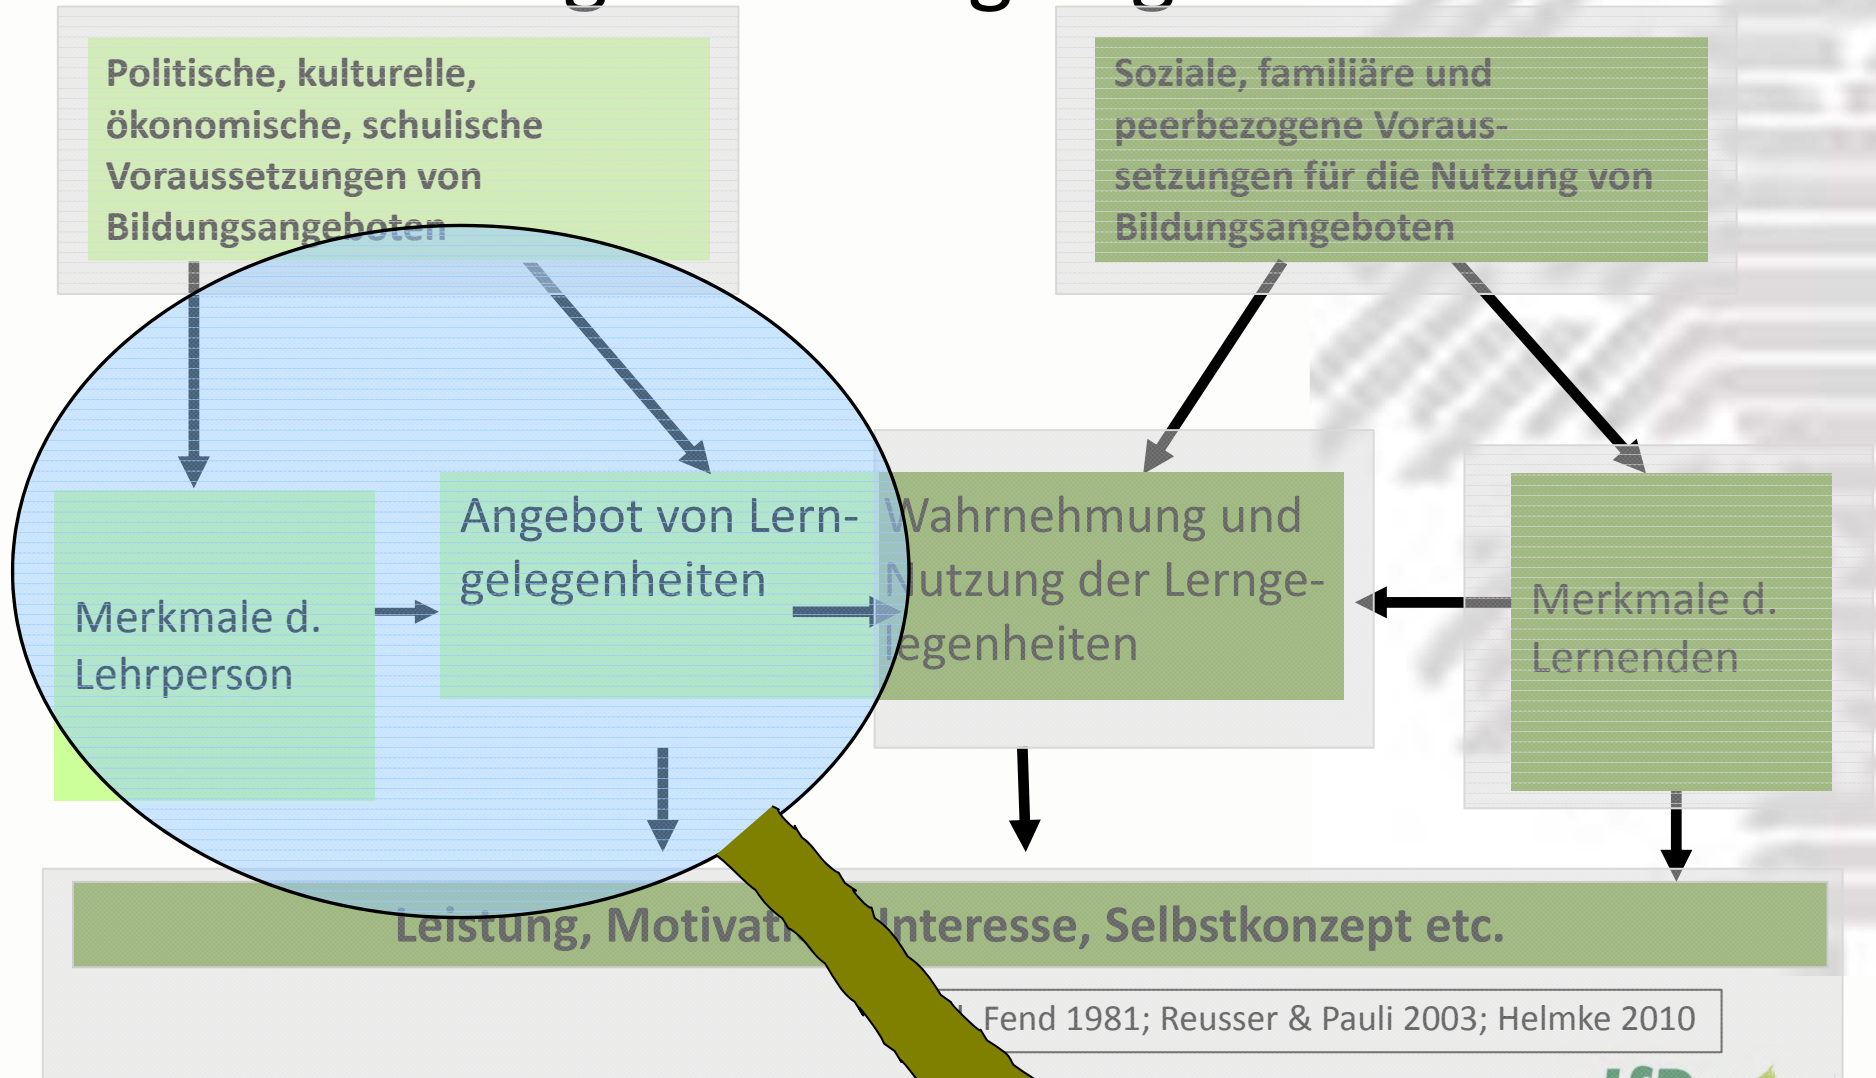 Politische, kulturelle,
ökonomische, schulische
Voraussetzungen von
Bildungsangeboten
Soziale, familiäre und
peerbezogene Voraus-
setzungen für die Nutzung von
Bildungsangeboten
Merkmale d.
Lehrperson
Angebot von Lern-
gelegenheiten
Wahrnehmung und
Nutzung der Lernge-
legenheiten
Merkmale d.
Lernenden
Leistung, Motivati Interesse, Selbstkonzept etc.
Fend 1981; Reusser & Pauli 2003; Helmke 2010